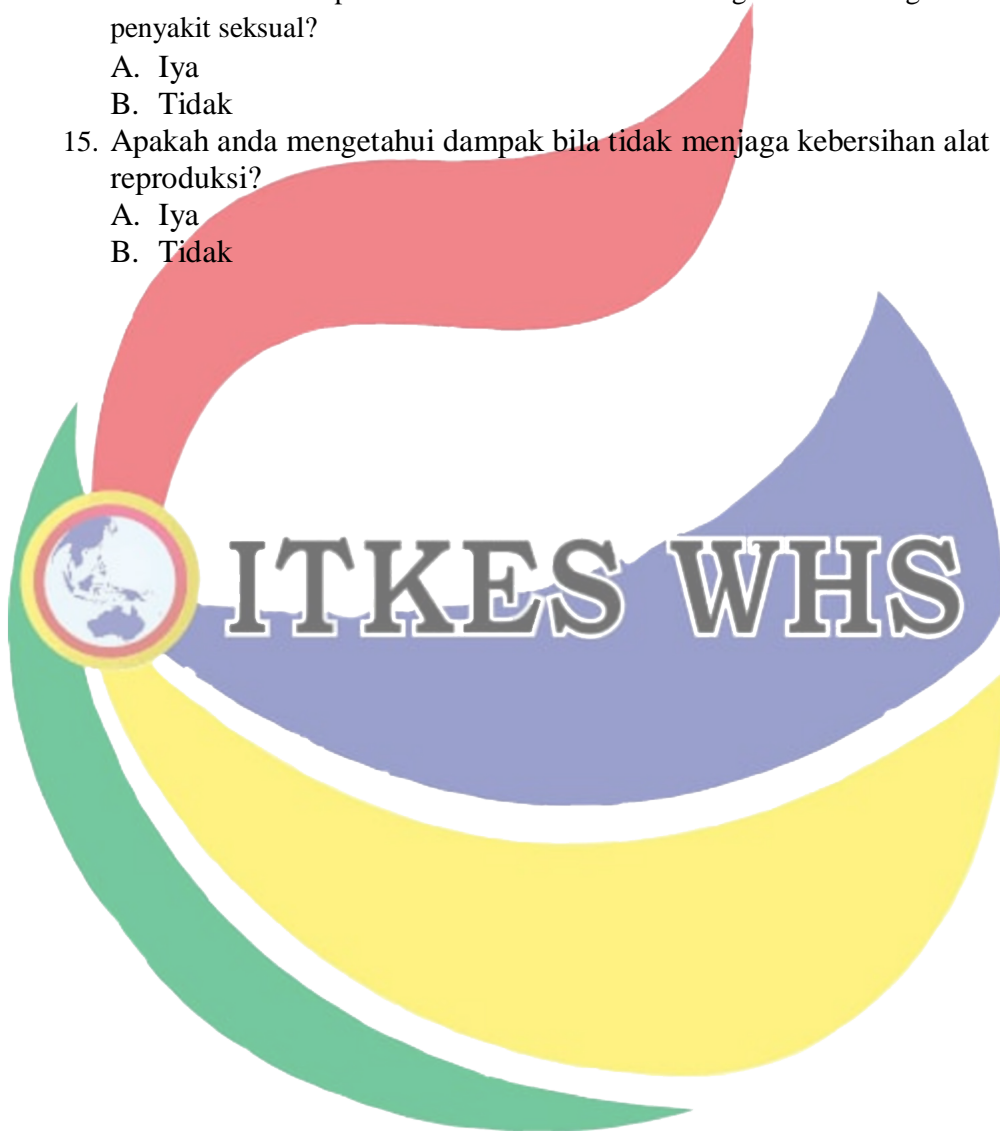 penyakit seksual?
A. Iya
B. Tidak
15. Apakah anda mengetahui dampak bila tidak menjaga kebersihan alat
reproduksi?
A. Iya
B. Tidak
ITKES WHS